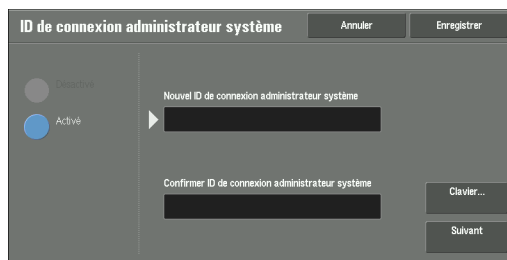 ID de connexion administrateur système
Annuler
Enregistrer
Désactivé
Nouvel ID de connexion administrateur système
Activé
Confirmer ID de connexion administrateur système
Clavier...
Suivant